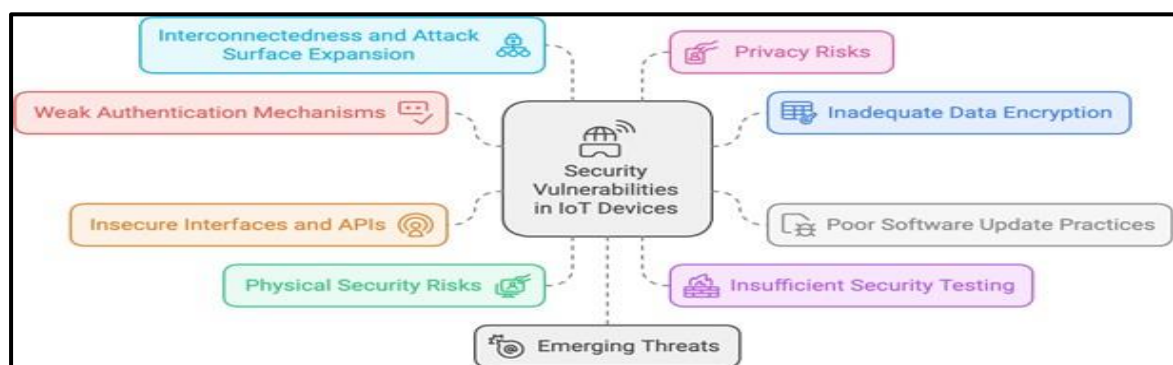 Interconnectedness and Attack
Surface Expansion
Privacy Risks
Weak Authentication Mechanisms
Inadequate Data Encryption
Security
Vulnerabilities
in IoT Devices
Insecure Interfaces and APIs
Poor Software Update Practices
Physical Security Risks
Insufficient Security Testing
Emerging Threats